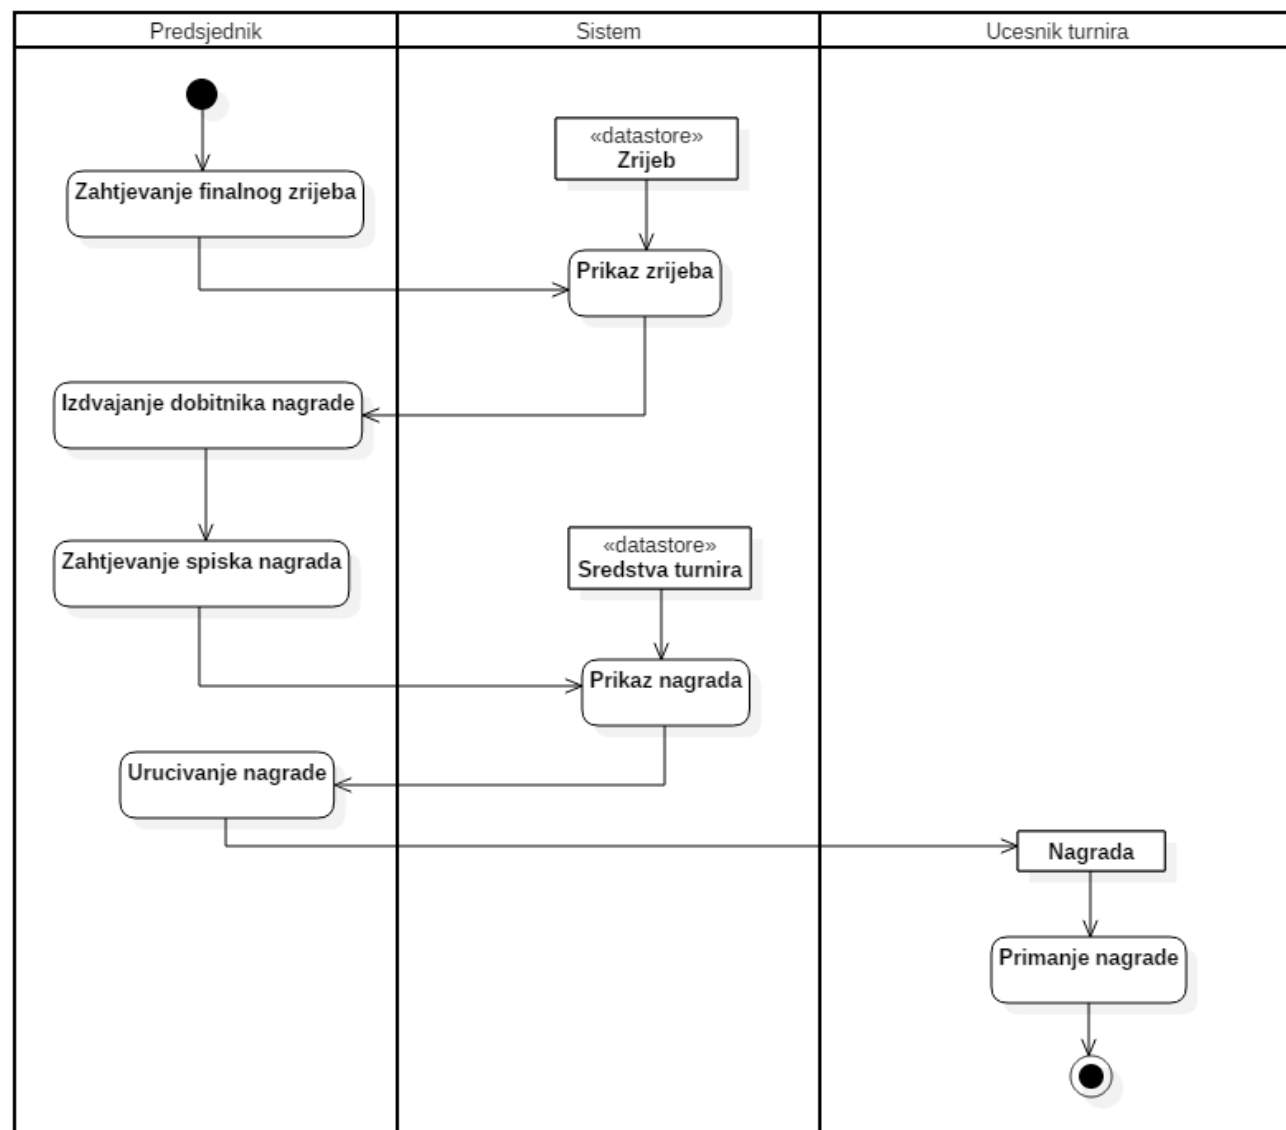 Predsjednik
Sistem
Ucesnik turnira
«datastore»
Zrijeb
Zahtjevanje finalnog zrijeba
Prikaz zrijeba
Izdvajanje dobitnika nagrade
«datastore»
Sredstva turnira
Zahtjevanje spiska nagrada
Prikaz nagrada
Urucivanje nagrade
Nagrada
Primanje nagrade